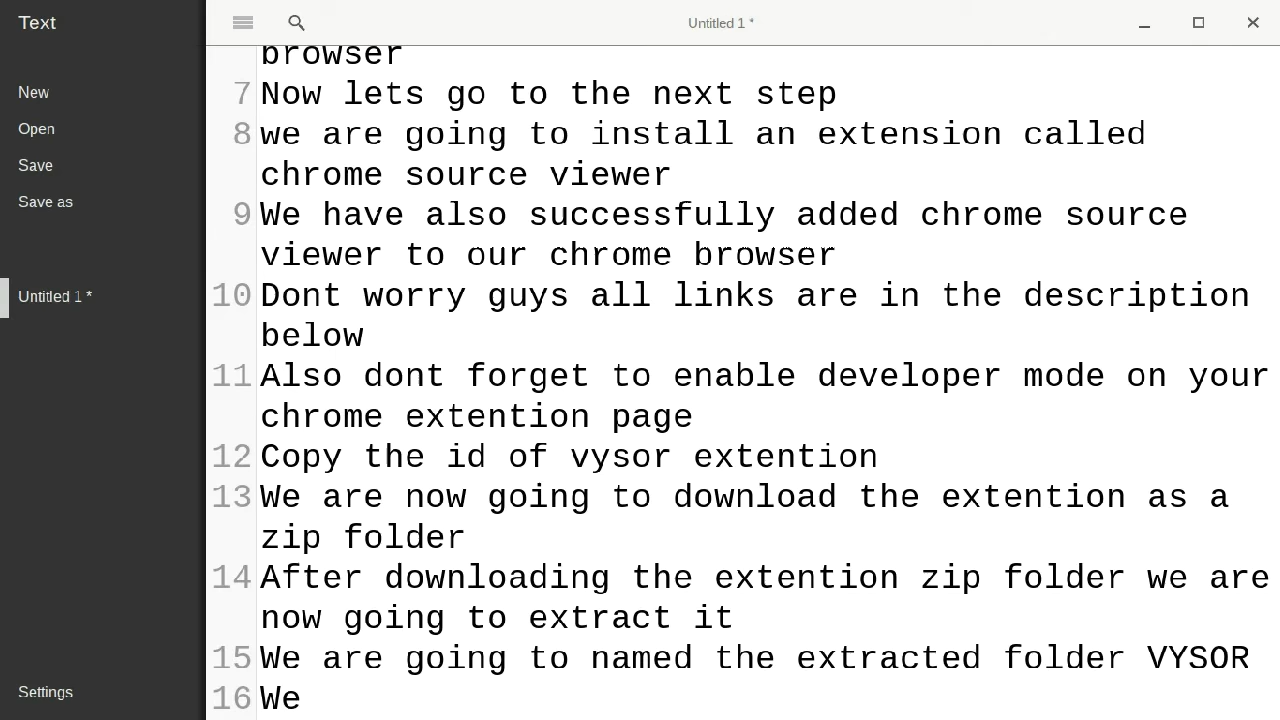 Text
Untitled 1 *
New
Open
Save
Save as
Untitled 1 *
Settings
browser
7 Now lets go to the next step
8 we are going to install an extension called
chrome source viewer
9 We have also successfully added chrome source
viewer to our chrome browser
10 Dont worry guys all links are in the description
below
11 Also dont forget to enable developer mode on your
chrome extention page
12 Copy the id of vysor extention
13 We are now going to download the extention as a
zip folder
14 After downloading the extention zip folder we are
now going to extract it
15 We are going to named the extracted folder VYSOR
16 We